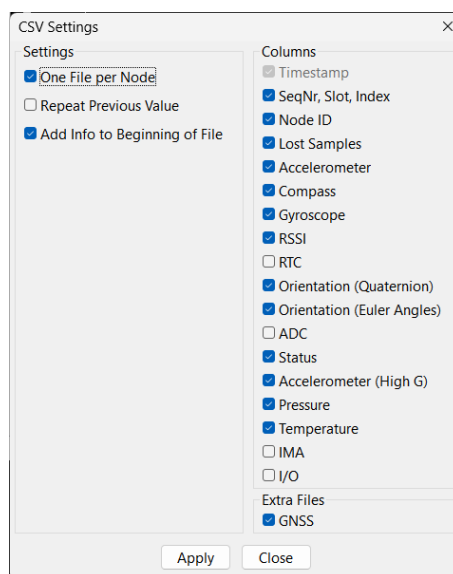 CSV Settings
Settings
One File per Node
Repeat Previous Value
Add Info to Beginning of File
Columns
Timestamp
SeqNr, Slot, Index
Node ID
Lost Samples
Accelerometer
Compass
Gyroscope
RSSI
RTC
Orientation (Quaternion)
Orientation (Euler Angles)
ADC
Status
Accelerometer (High G)
Pressure
Temperature
IMA
I/O
Extra Files
GNSS
Apply
Close